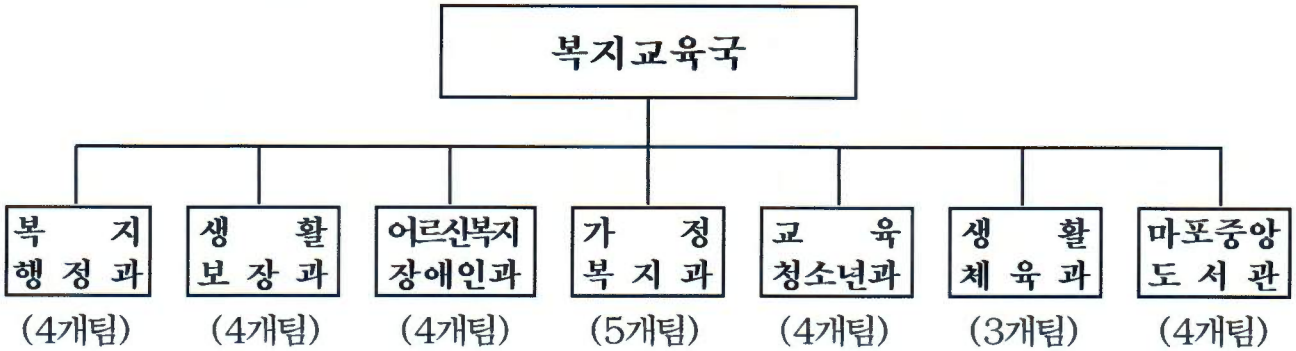 복지교육국
복지
행정과
생활
보장과
어르신복지
장애인과
가정
복지과
교육
청소년과
생활
체육과
마포중앙
도서관
(4개팀) (4개팀) (4개팀) (5개팀) (4개팀) (3개팀) (4개팀)